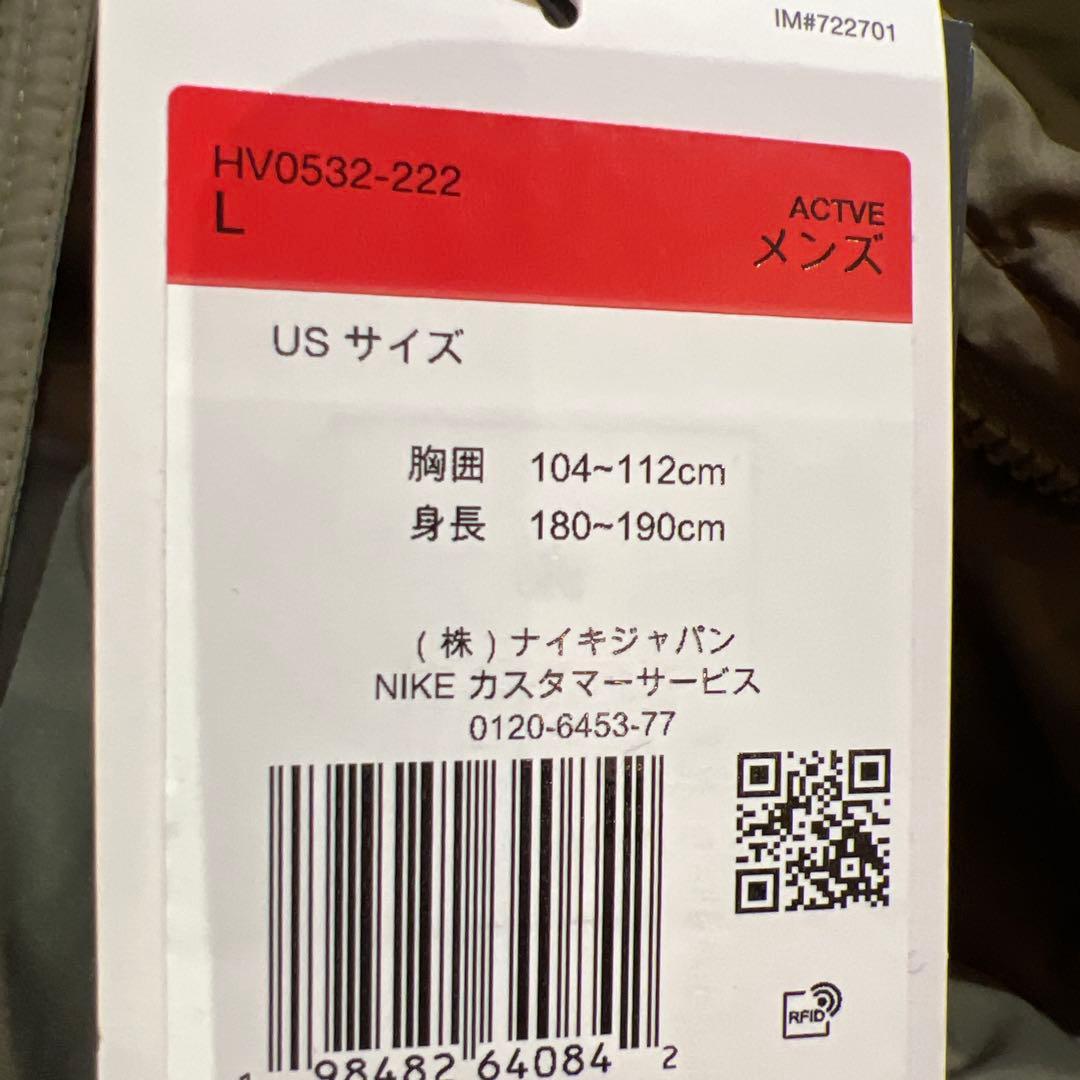 IM#722701
HV0532-222
L
ACTVE
メンズ
US サイズ
胸囲 104~112cm
身長 180~190cm
(株)ナイキジャパン
NIKE カスタマーサービス
0120-6453-77
RFID
98482 64084 2